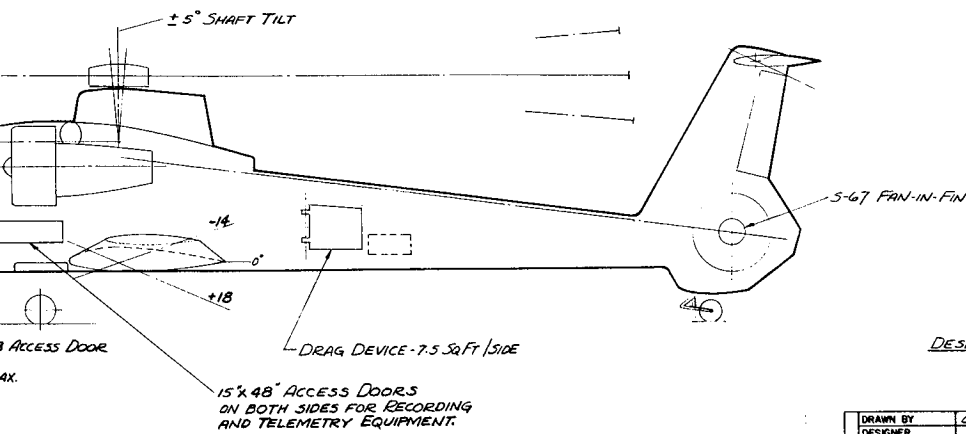 ± 5° SHAFT TILT
S-67 FAN-IN-FIN
-14
0°
+18
ACCESS DOOR
DRAG DEVICE-7.5 SQ FT/SIDE
15"X 48" ACCESS DOORS
ON BOTH SIDES FOR RECORDING
AND TELEMETRY EQUIPMENT.
DRAWN BY
DESIGNER